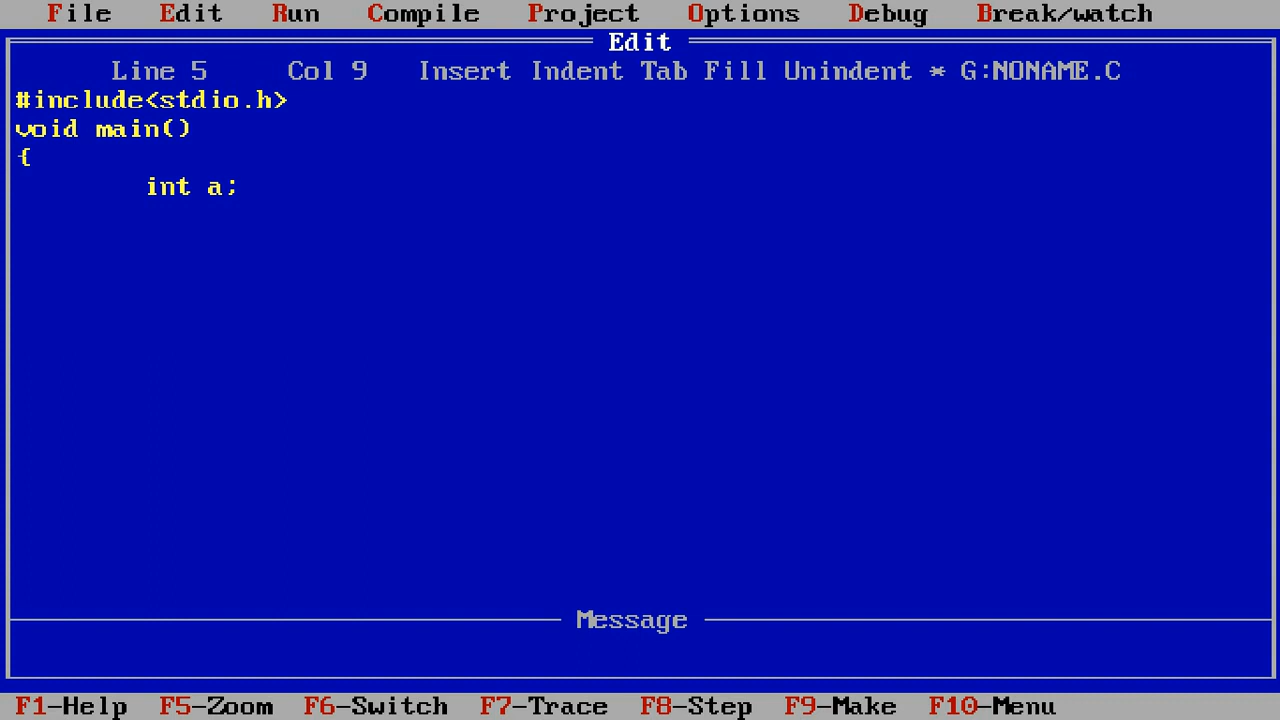 File Edit Run Compile Project Options Debug Break/watch
Edit
Line 5 Col 9 Insert Indent Tab Fill Unindent * G:NONAME.C
#include<stdio.h>
void main()
{
int a;
Message
F1-Help F5-Zoom F6-Switch F7-Trace F8-Step F9-Make F10-Menu